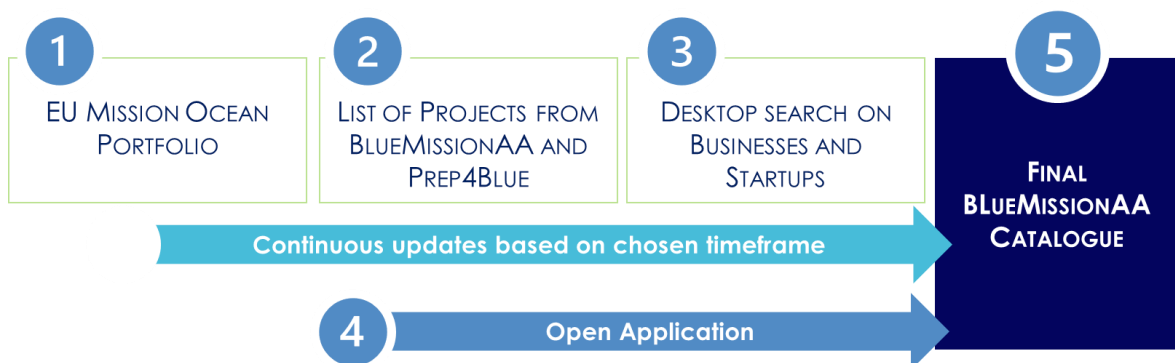 1
EU Mission Ocean
Portfolio
2
List of Projects from
BlueMissionAA and
Prep4Blue
3
Desktop search on
Businesses and
Startups
Continuous updates based on chosen timeframe
4
Open Application
5
Final
BLueMissionAA
Catalogue